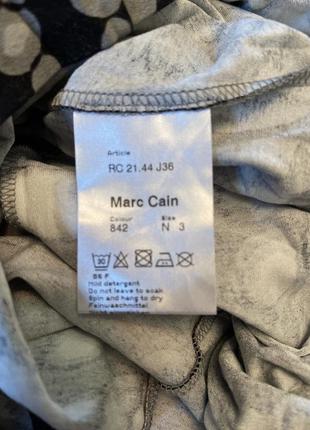 Article
RC 21.44 J36
Marc Cain
Colour Size
842 N 3
30
Mild detergent
Do not leave to soak
Spin and hang to dry
Feinwaschmittel